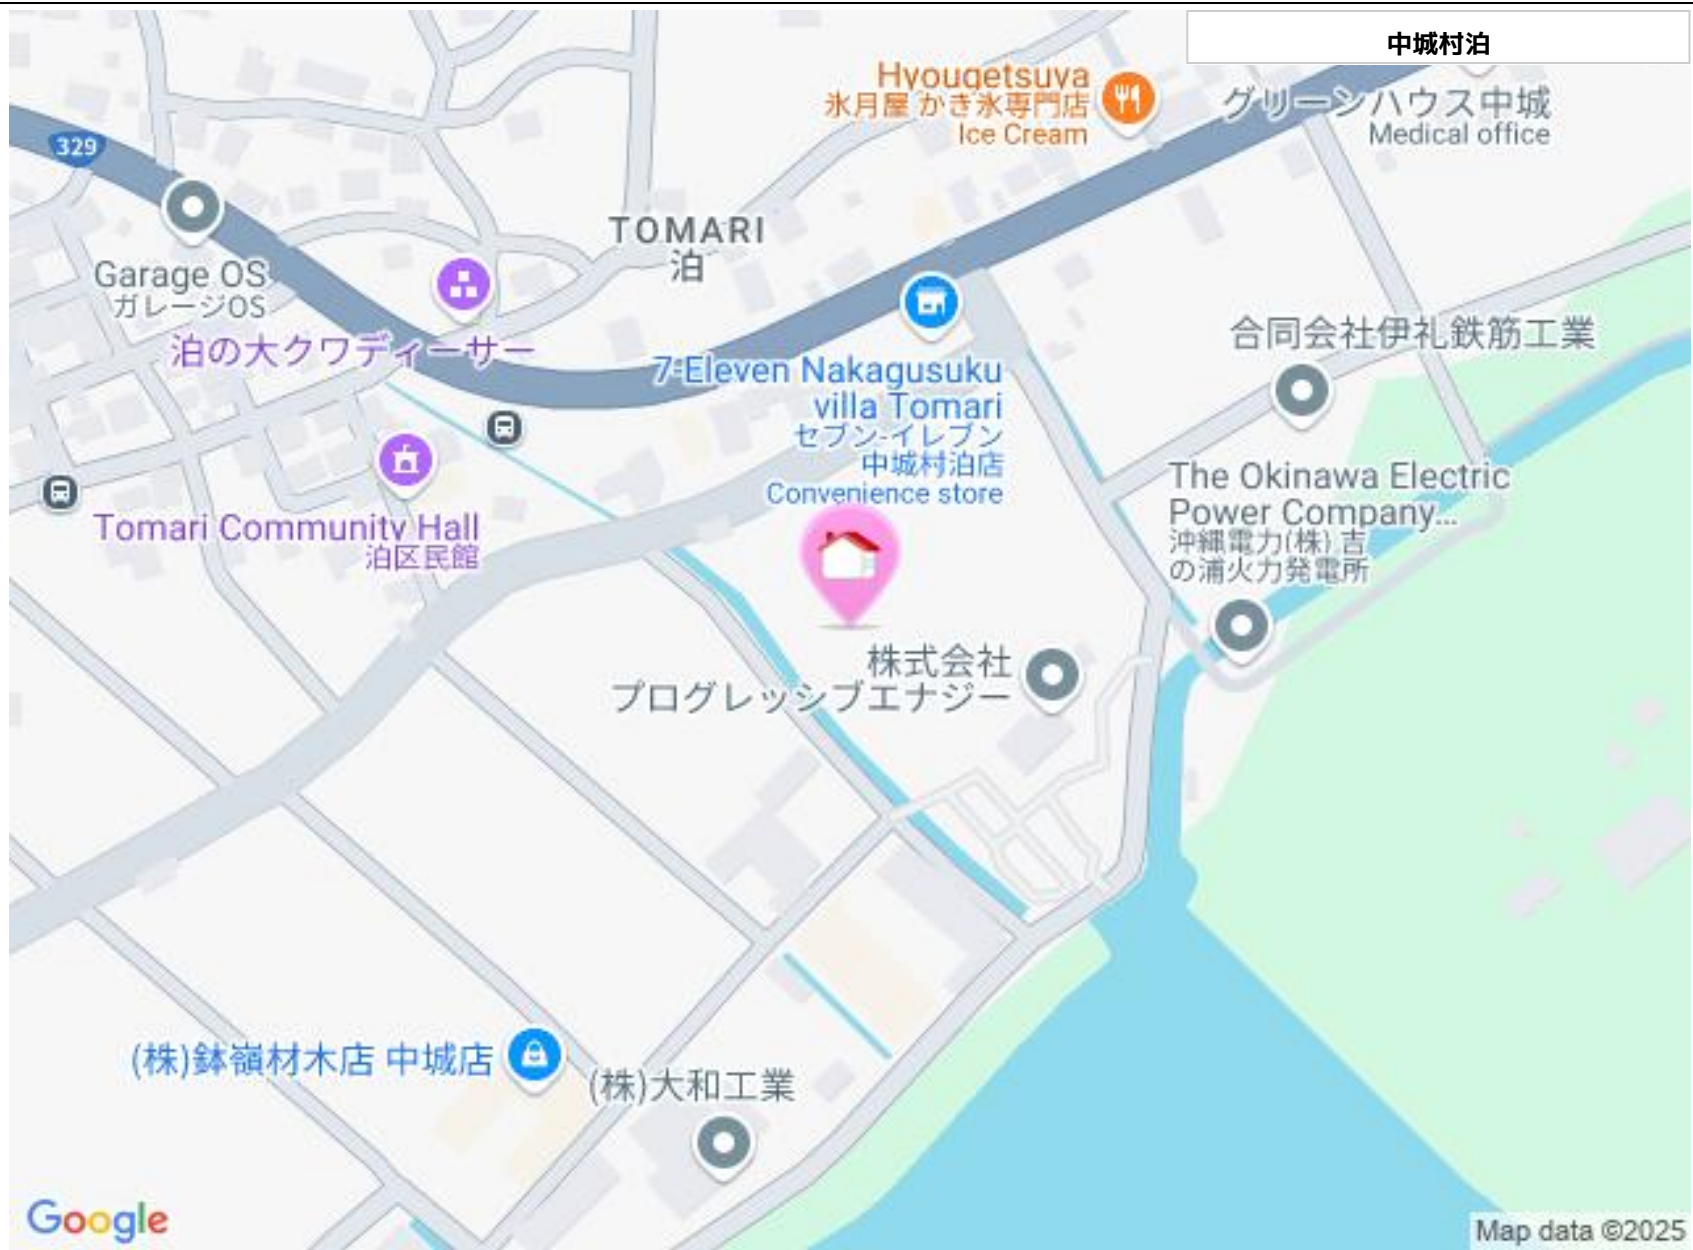 中城村泊
Hyougetsuya
氷月屋 かき氷専門店
Ice Cream
グリーンハウス中城
Medical office
329
TOMARI
泊
Garage OS
ガレージOS
泊の大クワディーサー
7-Eleven Nakagusuku
villa Tomari
セブン-イレブン
中城村泊店
Convenience store
合同会社伊礼鉄筋工業
The Okinawa Electric
Power Company...
沖縄電力(株) 吉
の浦火力発電所
Tomari Community Hall
泊区民館
株式会社
プログレッシブエナジー
(株)鉢嶺材木店 中城店
(株)大和工業
Google
Map data ©2025